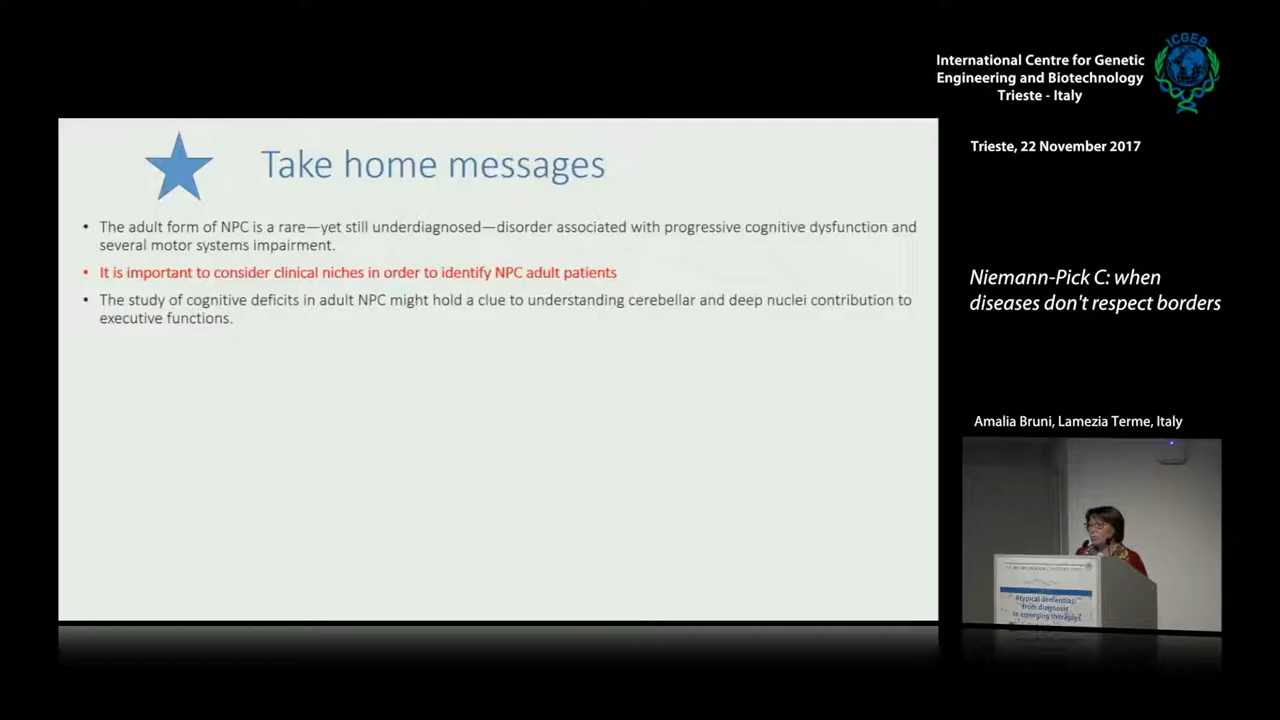 ICGEB
International Centre for Genetic
Engineering and Biotechnology
Trieste - Italy
Trieste, 22 November 2017
Take home messages
• The adult form of NPC is a rare—yet still underdiagnosed—disorder associated with progressive cognitive dysfunction and
several motor systems impairment.
• It is important to consider clinical niches in order to identify NPC adult patients
• The study of cognitive deficits in adult NPC might hold a clue to understanding cerebellar and deep nuclei contribution to
executive functions.
Niemann-Pick C: when
diseases don't respect borders
Amalia Bruni, Lamezia Terme, Italy
Atypical dementias:
from diagnosis
to emerging therapies